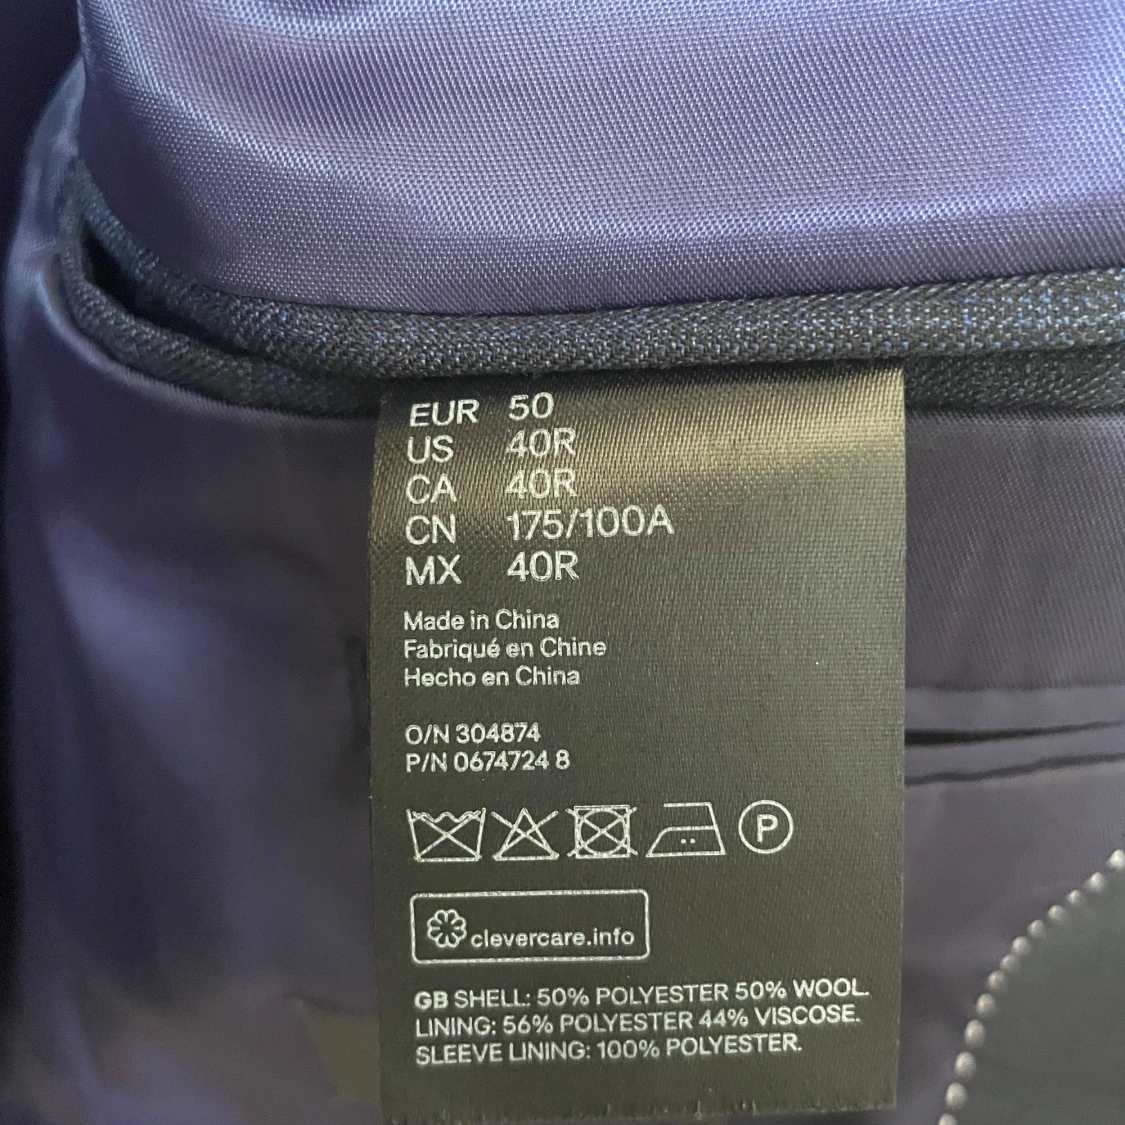 EUR 50
US 40R
CA 40R
CN 175/100A
MX 40R
Made in China
Fabriqué en Chine
Hecho en China
O/N 304874
P/N 0674724 8
P
clevercare.info
GB SHELL: 50% POLYESTER 50% WOOL.
LINING: 56% POLYESTER 44% VISCOSE.
SLEEVE LINING: 100% POLYESTER.